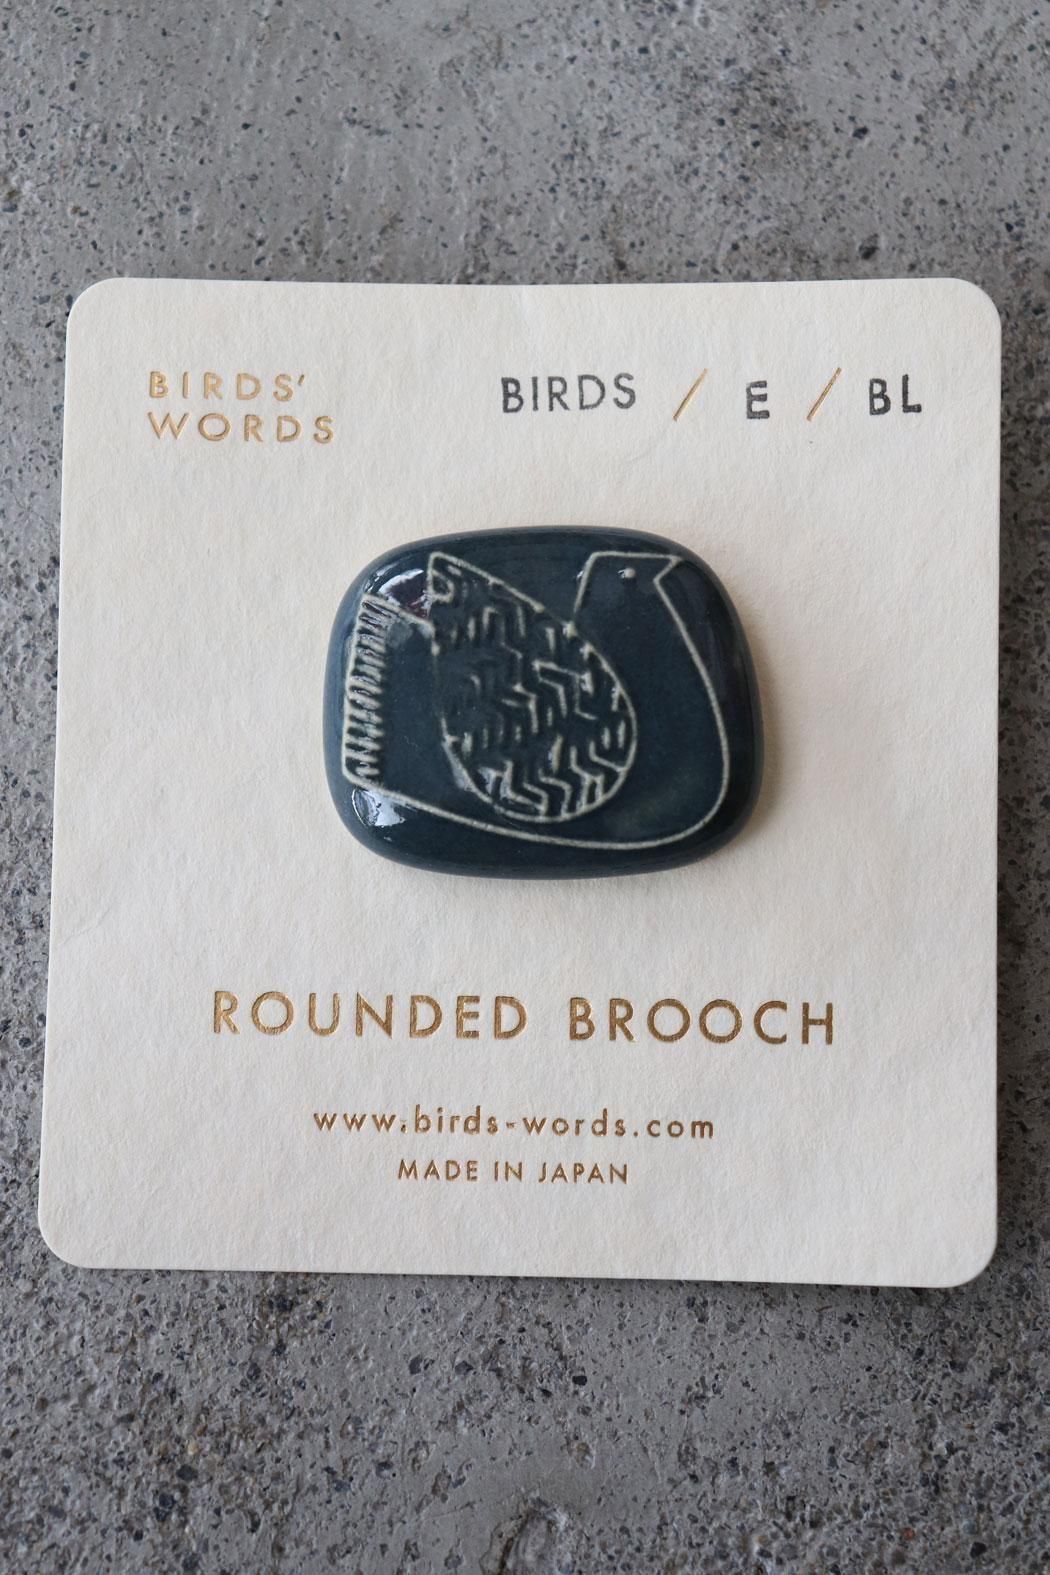 BIRDS'
WORDS
BIRDS / E / BL
ROUNDED BROOCH
www.birds-words.com
MADE IN JAPAN